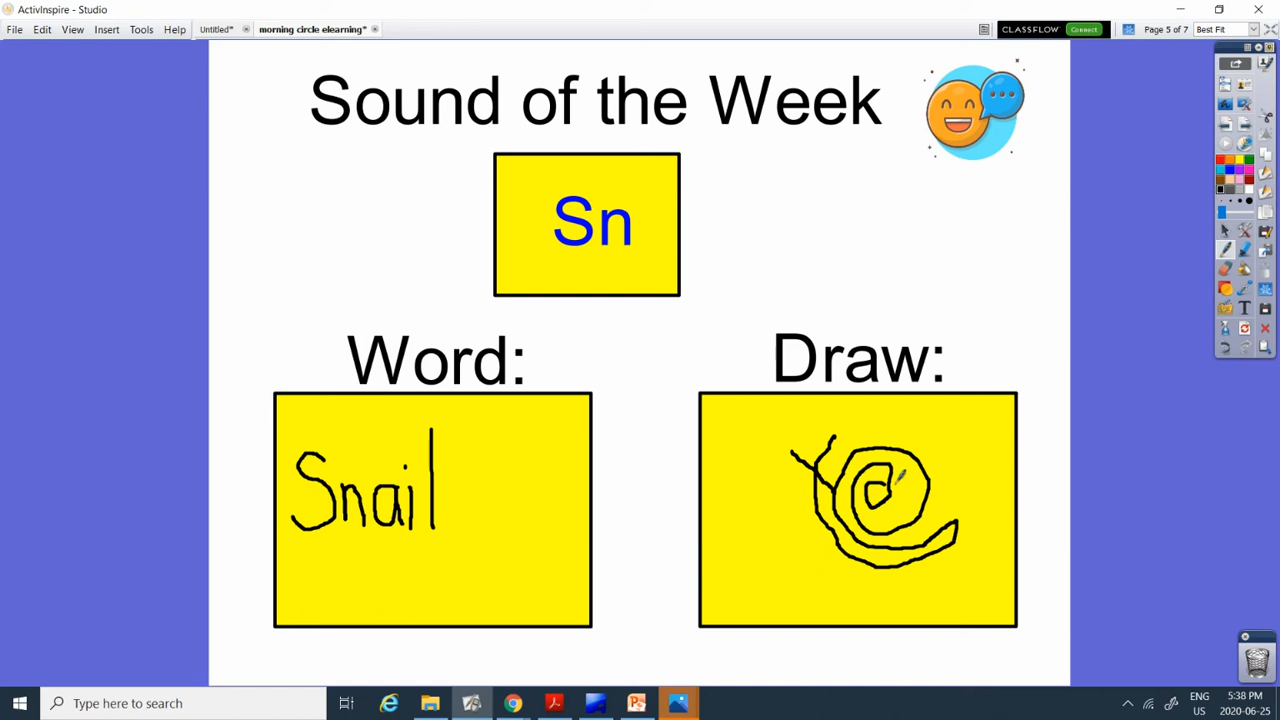 ActivInspire - Studio
File Edit View Insert Tools Help Untitled* morning circle elearning* CLASSFLOW Connect Page 5 of 7 Best Fit
Sound of the Week
Sn
Word:
Draw:
Snail
Type here to search
ENG 5:38 PM
US 2020-06-25